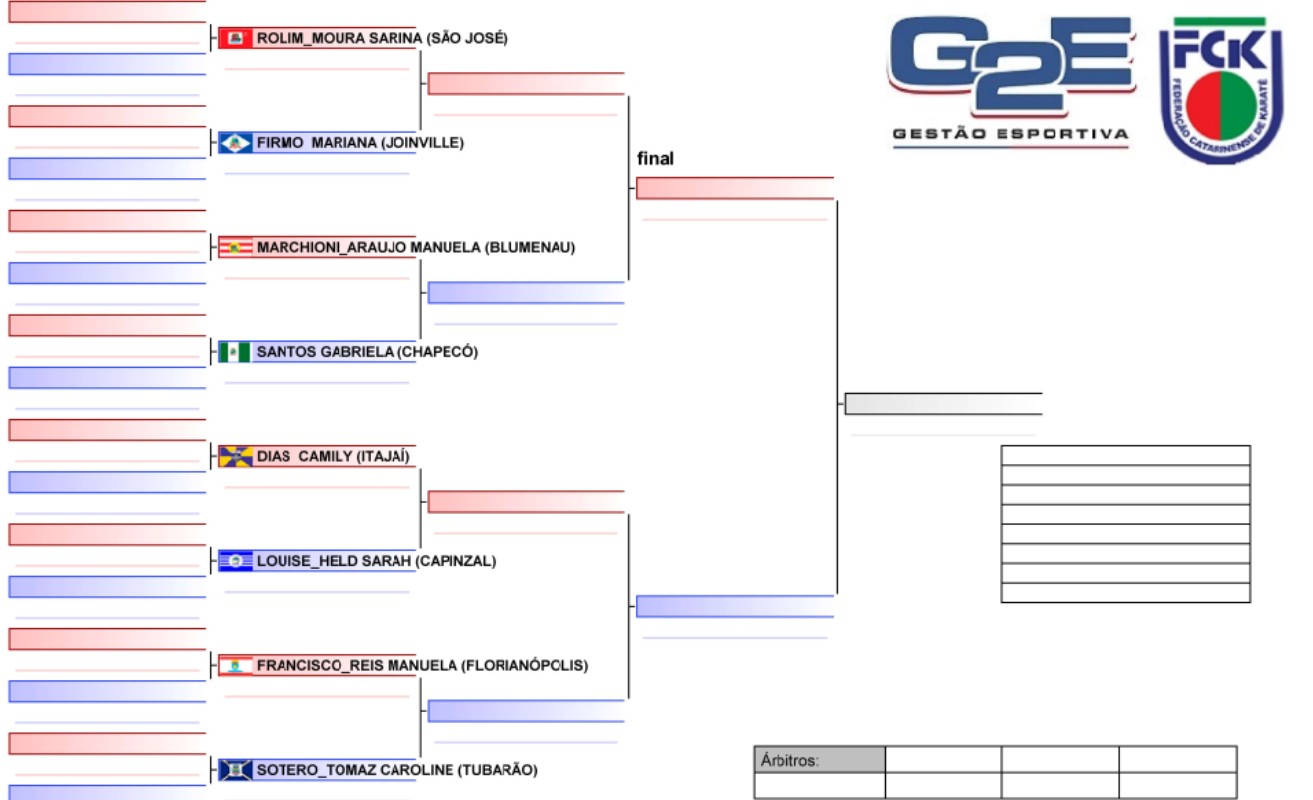 ROLIM_MOURA SARINA (SÃO JOSÉ)
FIRMO MARIANA (JOINVILLE)
MARCHIONI_ARAUJO MANUELA (BLUMENAU)
SANTOS GABRIELA (CHAPECÓ)
DIAS CAMILY (ITAJAÍ)
LOUISE_HELD SARAH (CAPINZAL)
FRANCISCO_REIS MANUELA (FLORIANÓPOLIS)
SOTERO_TOMAZ CAROLINE (TUBARÃO)
final
G2E
GESTÃO ESPORTIVA
FCK
FEDERAÇÃO CATARINENSE DE KARATÊ
Árbitros: